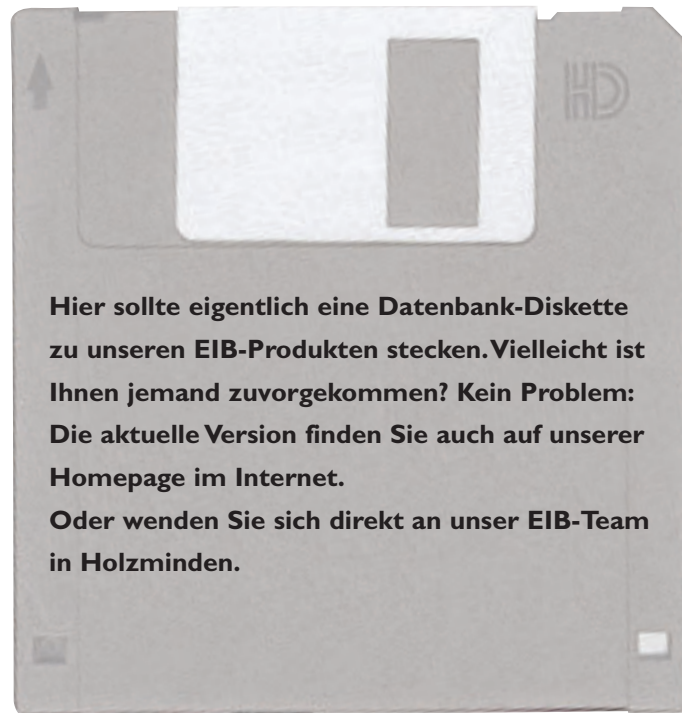 HD
Hier sollte eigentlich eine Datenbank-Diskette
zu unseren EIB-Produkten stecken. Vielleicht ist
Ihnen jemand zuvorgekommen? Kein Problem:
Die aktuelle Version finden Sie auch auf unserer
Homepage im Internet.
Oder wenden Sie sich direkt an unser EIB-Team
in Holzminden.